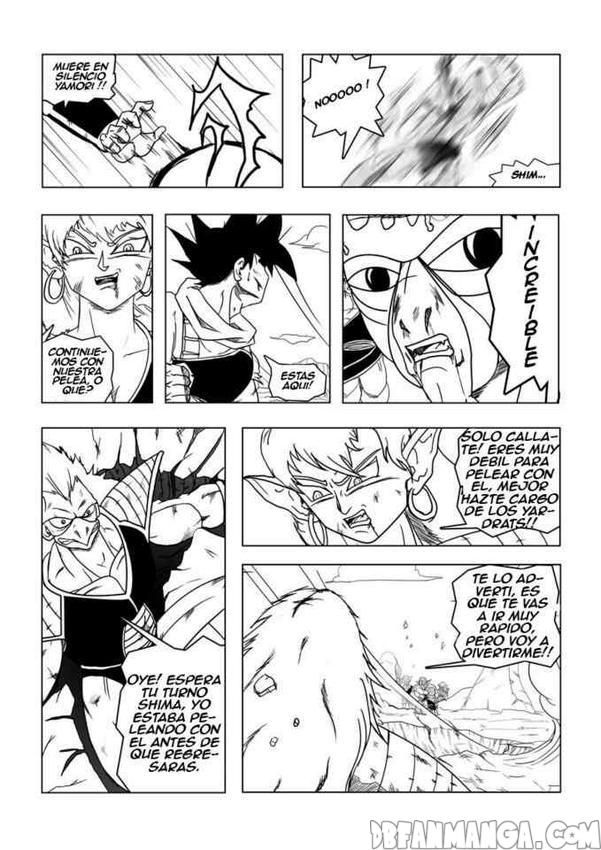 MUERE EN
SILENCIO
YAMORI !!
NOOOOO !
SHIM...
CONTINUE-
MOS CON
NUESTRA
PELEA, O
QUE?
ESTAS
AQUI!
INCREIBLE
OYE! ESPERA
TU TURNO
SHIMA, YO
ESTABA PE-
LEANDO CON
EL ANTES DE
QUE REGRE-
SARAS.
SOLO CALLA-
TE! ERES MUY
DEBIL PARA
PELEAR CON
EL, MEJOR
HAZTE CARGO
DE LOS YAR-
DRATS!!
TE LO AD-
VERTI, ES
QUE TE VAS
A IR MUY
RAPIDO,
PERO VOY A
DIVERTIRME!!
DBFANMANGA.COM